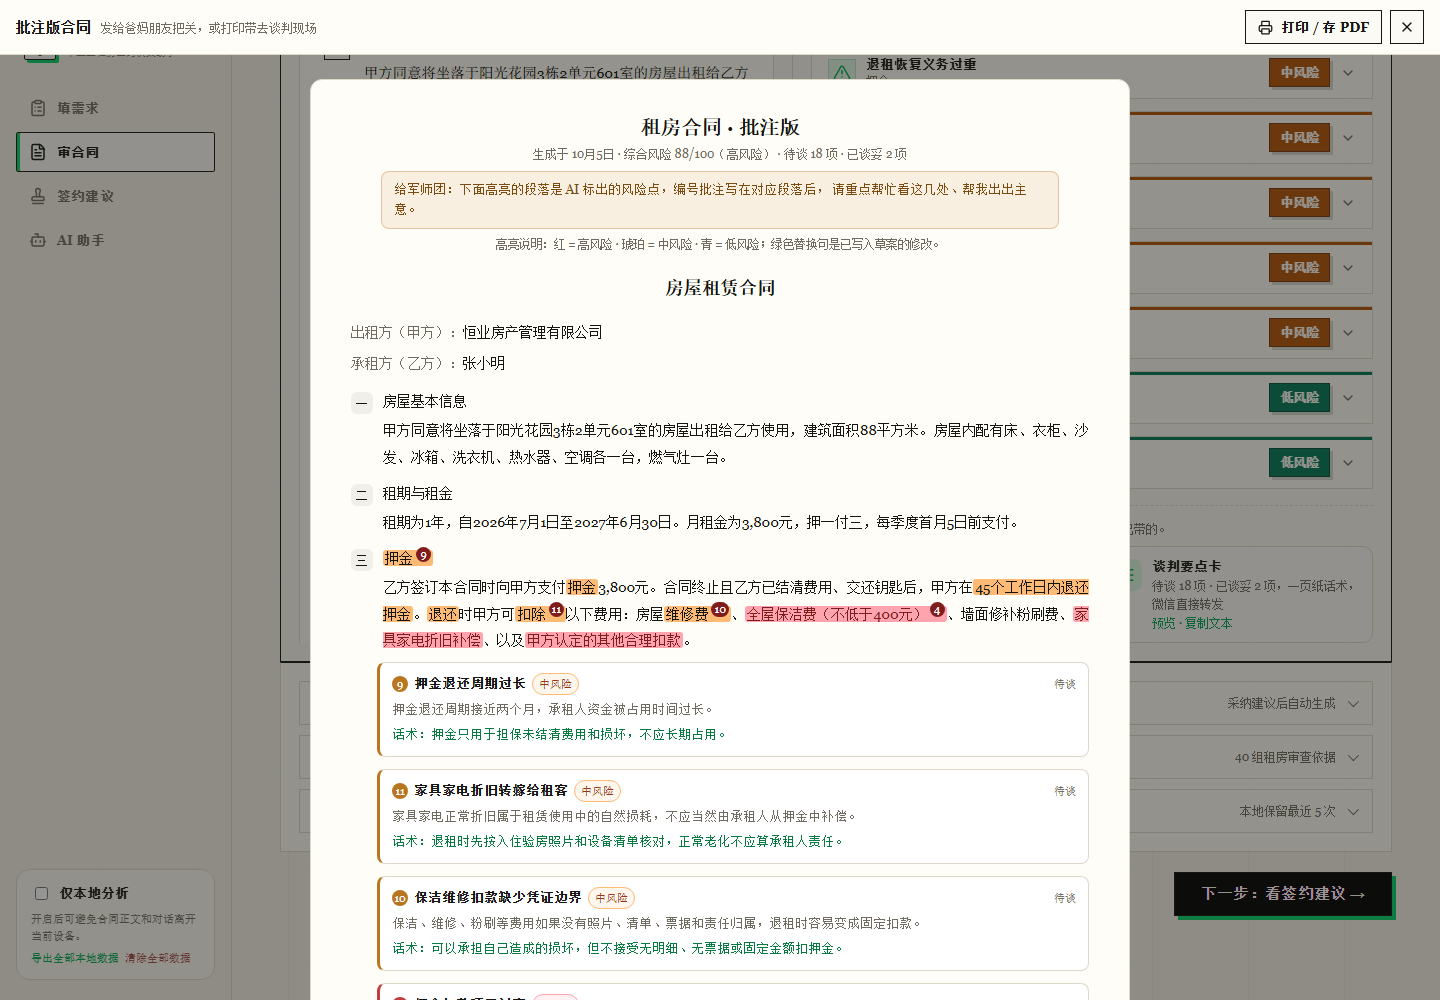 批注版合同 发给爸妈朋友把关，或打印带去谈判现场
打印 / 存 PDF
填需求
审合同
签约建议
AI 助手
仅本地分析
开启后可避免合同正文和对话离开
当前设备。
导出全部本地数据 清除全部数据
甲方同意将坐落于阳光花园3栋2单元601室的房屋出租给乙方
退租恢复义务过重
中风险
中风险
中风险
中风险
中风险
低风险
低风险
租房合同 · 批注版
生成于 10月5日 · 综合风险 88/100（高风险） · 待谈 18 项 · 已谈妥 2 项
给军师团：下面高亮的段落是 AI 标出的风险点，编号批注写在对应段落后，请重点帮忙看这几处、帮我出出主
意。
高亮说明：红 = 高风险 · 琥珀 = 中风险 · 青 = 低风险；绿色替换句是已写入草案的修改。
房屋租赁合同
出租方（甲方）：恒业房产管理有限公司
承租方（乙方）：张小明
一 房屋基本信息
甲方同意将坐落于阳光花园3栋2单元601室的房屋出租给乙方使用，建筑面积88平方米。房屋内配有床、衣柜、沙
发、冰箱、洗衣机、热水器、空调各一台，燃气灶一台。
二 租期与租金
租期为1年，自2026年7月1日至2027年6月30日。月租金为3,800元，押一付三，每季度首月5日前支付。
三 押金 9
乙方签订本合同时向甲方支付押金3,800元。合同终止且乙方已结清费用、交还钥匙后，甲方在45个工作日内退还
押金。退还时甲方可扣除 11 以下费用：房屋维修费 10 、全屋保洁费（不低于400元） 4 、墙面修补粉刷费、家
具家电折旧补偿、以及甲方认定的其他合理扣款。
9 押金退还周期过长 中风险 待谈
押金退还周期接近两个月，承租人资金被占用时间过长。
话术：押金只用于担保未结清费用和损坏，不应长期占用。
11 家具家电折旧转嫁给租客 中风险 待谈
家具家电正常折旧属于租赁使用中的自然损耗，不应当然由承租人从押金中补偿。
话术：退租时先按入住验房照片和设备清单核对，正常老化不应算承租人责任。
10 保洁维修扣款缺少凭证边界 中风险 待谈
保洁、维修、粉刷等费用如果没有照片、清单、票据和责任归属，退租时容易变成固定扣款。
话术：可以承担自己造成的损坏，但不接受无明细、无票据或固定金额扣押金。
带的。
谈判要点卡
待谈 18 项 · 已谈妥 2 项，一页纸话术，
微信直接转发
预览 · 复制文本
采纳建议后自动生成
40 组租房审查依据
本地保留最近 5 次
下一步：看签约建议 →